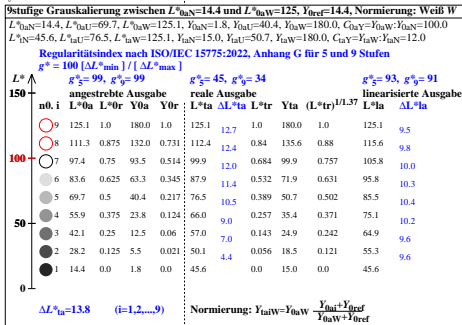 9stufige Grauskalierung zwischen L*0aN=14.4 und L*0aW=125, Y0ref=14.4, Normierung: Weiß W
L*0aN=14.4, L*0aU=69.7, L*0aW=125.1, Y0aN=1.8, Y0aU=40.4, Y0aW=180.0, C0aY=Y0aW:Y0aN=100.0
L*taN=45.6, L*taU=76.5, L*taW=125.1, YtaN=15.0, YtaU=50.7, YtaW=180.0, CtaY=YtaW:YtaN=12.0
Regularitätsindex nach ISO/IEC 15775:2022, Anhang G für 5 und 9 Stufen
g* = 100 [ΔL*min ] / [ ΔL*max ]
L* g*5= 99, g*9= 99 g*5= 45, g*9= 34 g*5= 93, g*9= 91
angestrebte Ausgabe reale Ausgabe linearisierte Ausgabe
n0. i L*0a L*0r Y0a Y0r L*ta ΔL*ta L*tr Yta (L*tr)1/1.37 L*la ΔL*la
150
9 125.1 1.0 180.0 1.0 125.1 1.0 180.0 1.0 125.1
12.7 9.5
8 111.3 0.875 132.0 0.731 112.4 0.84 135.6 0.88 115.6
12.4 9.8
100 7 97.4 0.75 93.5 0.514 99.9 0.684 99.9 0.757 105.8
12.0 10.0
6 83.6 0.625 63.3 0.345 87.9 0.532 71.9 0.631 95.8
11.4 10.3
5 69.7 0.5 40.4 0.217 76.5 0.389 50.7 0.502 85.5
10.5 10.4
50 4 55.9 0.375 23.8 0.124 66.0 0.257 35.4 0.371 75.1
9.0 10.2
3 42.1 0.25 12.5 0.06 57.0 0.143 24.9 0.242 64.9
7.0 9.6
2 28.2 0.125 5.5 0.021 50.1 0.056 18.5 0.121 55.3
4.4 9.6
1 14.4 0.0 1.8 0.0 45.6 0.0 15.0 0.0 45.6
0
ΔL*ta=13.8 (i=1,2,...,9) Normierung: YtaiW=Y0aW Y0ai+Y0ref
Y0aW+Y0ref